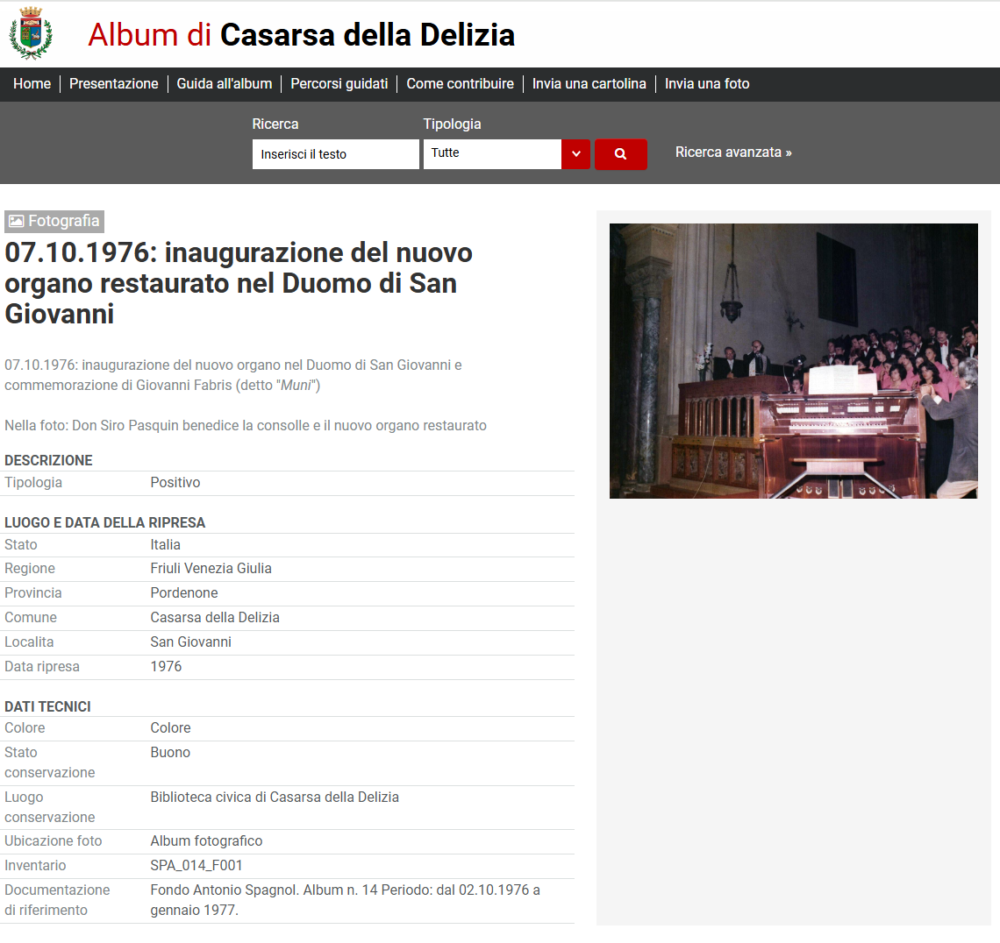 Album di Casarsa della Delizia
Home
Presentazione
Guida all'album
Percorsi guidati
Come contribuire
Invia una cartolina
Invia una foto
Ricerca
Tipologia
Inserisci il testo
Tutte
Ricerca avanzata »
Fotografia
07.10.1976: inaugurazione del nuovo
organo restaurato nel Duomo di San
Giovanni
07.10.1976: inaugurazione del nuovo organo nel Duomo di San Giovanni e
commemorazione di Giovanni Fabris (detto "Muni")
Nella foto: Don Siro Pasquin benedice la consolle e il nuovo organo restaurato
DESCRIZIONE
Tipologia Positivo
LUOGO E DATA DELLA RIPRESA
Stato Italia
Regione Friuli Venezia Giulia
Provincia Pordenone
Comune Casarsa della Delizia
Localita San Giovanni
Data ripresa 1976
DATI TECNICI
Colore Colore
Stato Buono
conservazione
Luogo Biblioteca civica di Casarsa della Delizia
conservazione
Ubicazione foto Album fotografico
Inventario SPA_014_F001
Documentazione Fondo Antonio Spagnol. Album n. 14 Periodo: dal 02.10.1976 a
di riferimento gennaio 1977.